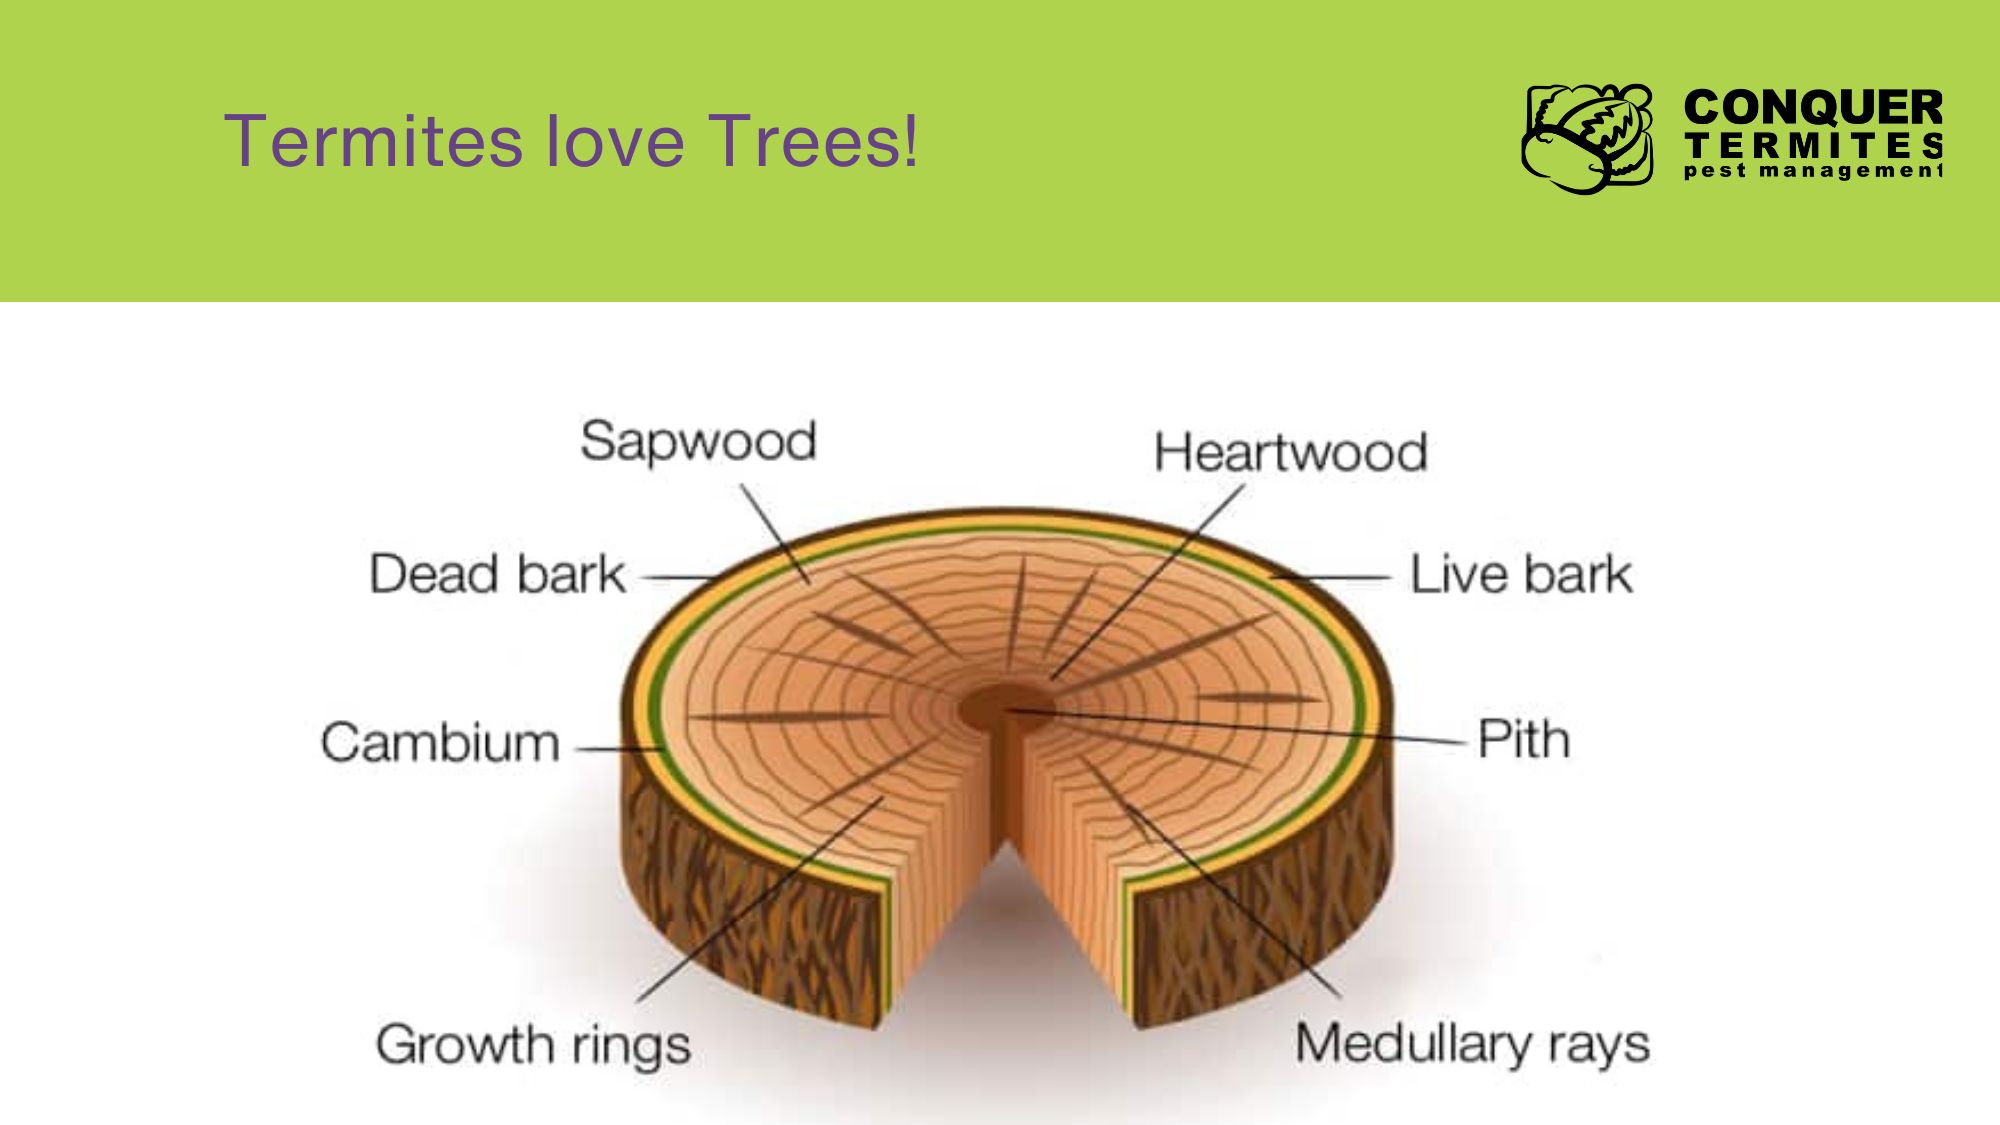 Termites love Trees!
CONQUER
TERMITES
pest management
Sapwood
Heartwood
Dead bark
Live bark
Cambium
Pith
Growth rings
Medullary rays